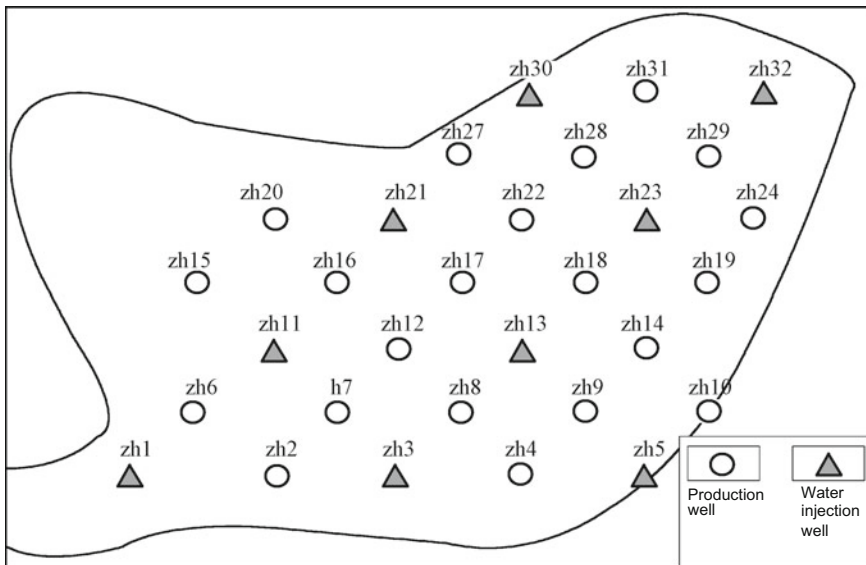 zh30 zh31 zh32
zh27 zh28 zh29
zh20 zh21 zh22 zh23 zh24
zh15 zh16 zh17 zh18 zh19
zh11 zh12 zh13 zh14
zh6 h7 zh8 zh9 zh10
zh1 zh2 zh3 zh4 zh5
Production
well
Water
injection
well